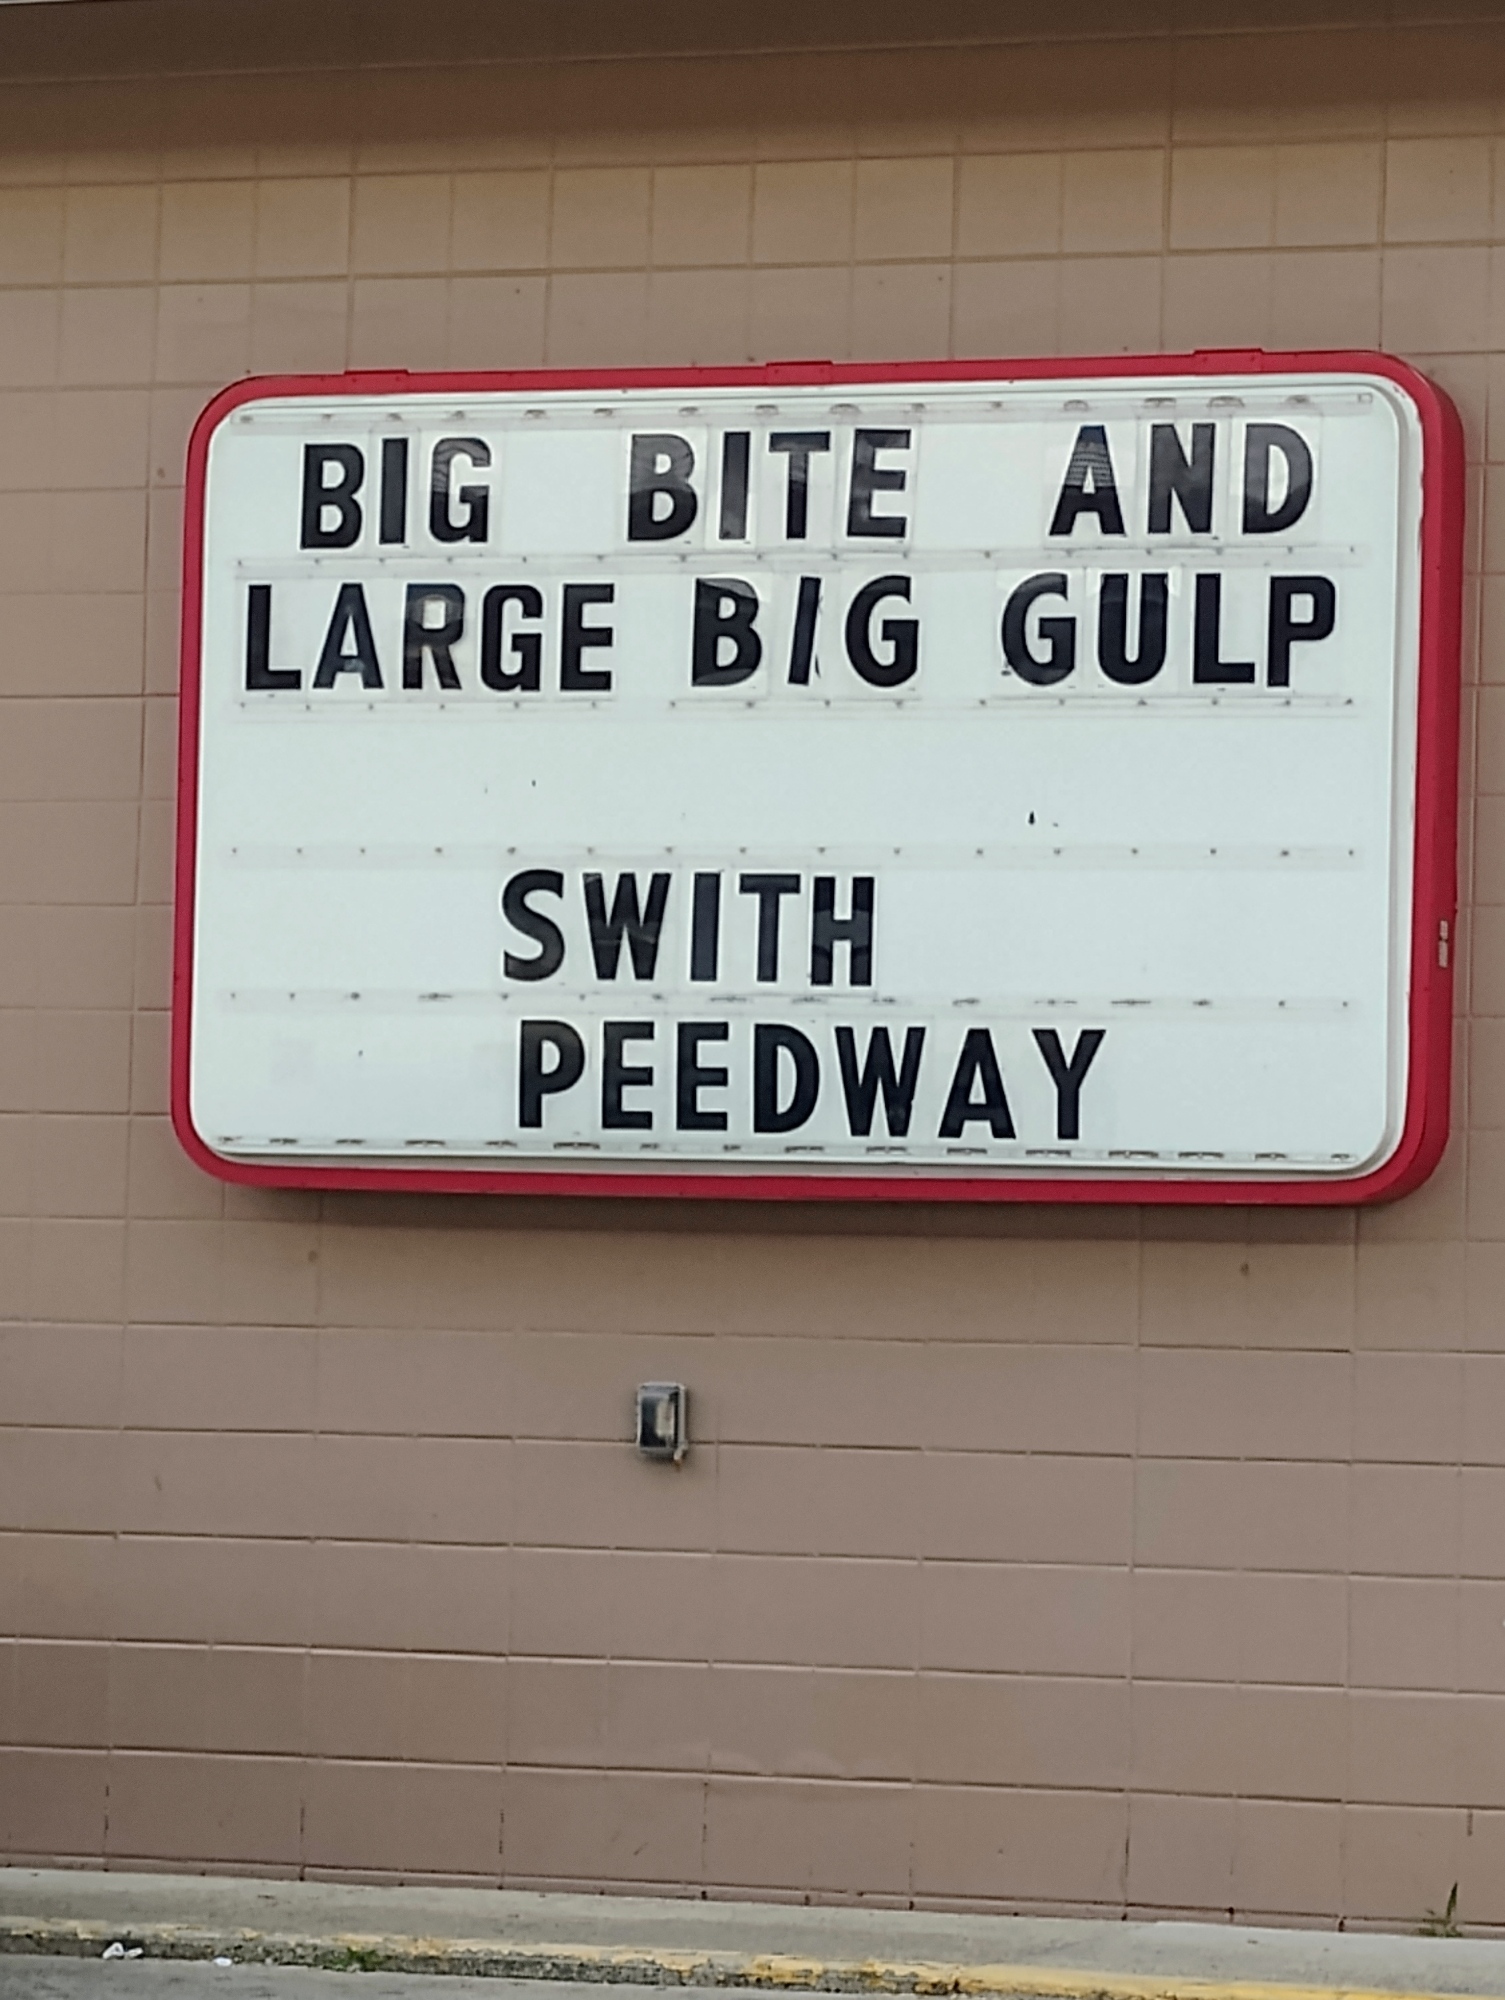 BIG BITE AND
LARGE BIG GULP
SWITH
PEEDWAY